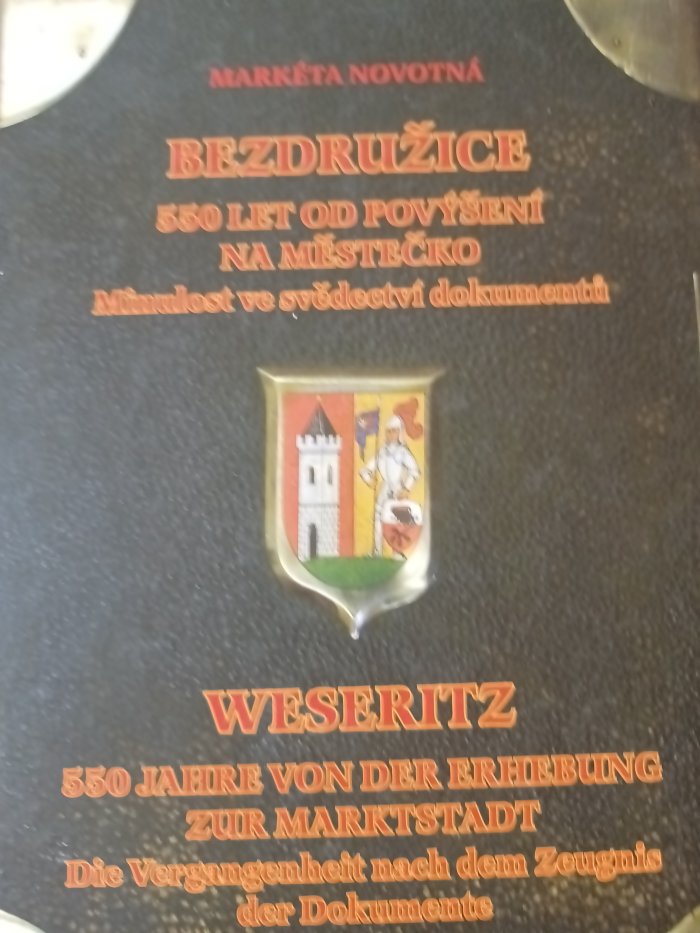 MARKÉTA NOVOTNÁ
BEZDRUŽICE
550 LET OD POVÝŠENÍ
NA MĚSTEČKO
Minulost ve svědectví dokumentů
WESERITZ
550 JAHRE VON DER ERHEBUNG
ZUR MARKTSTADT
Die Vergangenheit nach dem Zeugnis
der Dokumente